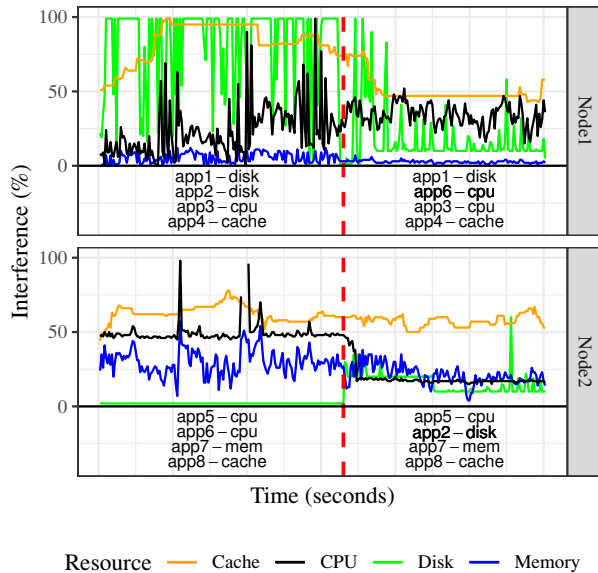 100
50
0
app1 – disk
app2 – disk
app3 – cpu
app4 – cache
app1 – disk
app6 – cpu
app3 – cpu
app4 – cache
Node1
Interference (%)
100
50
0
app5 – cpu
app6 – cpu
app7 – mem
app8 – cache
app5 – cpu
app2 – disk
app7 – mem
app8 – cache
Node2
Time (seconds)
Resource Cache CPU Disk Memory